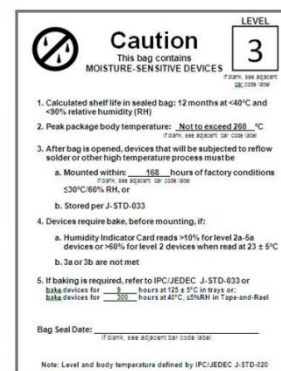 LEVEL
Caution
3
This bag contains
MOISTURE-SENSITIVE DEVICES
If blank, see adjacent
bar code label
1. Calculated shelf life in sealed bag: 12 months at <40°C and
<90% relative humidity (RH)
2. Peak package body temperature: Not to exceed 260 °C
If blank, see adjacent bar code label
3. After bag is opened, devices that will be subjected to reflow
solder or other high temperature process must be
a. Mounted within: 168 hours of factory conditions
If blank, see adjacent bar code label
≤30°C/60% RH, or
b. Stored per J-STD-033
4. Devices require bake, before mounting, if:
a. Humidity Indicator Card reads >10% for level 2a-5a
devices or >60% for level 2 devices when read at 23 ± 5°C
b. 3a or 3b are not met
5. If baking is required, refer to IPC/JEDEC J-STD-033 or
bake devices for 9 hours at 125 ± 5°C in trays or;
bake devices for 200 hours at 40°C, ≤5%RH in Tape-and-Reel
Bag Seal Date:
If blank, see adjacent bar code label
Note: Level and body temperature defined by IPC/JEDEC J-STD-020